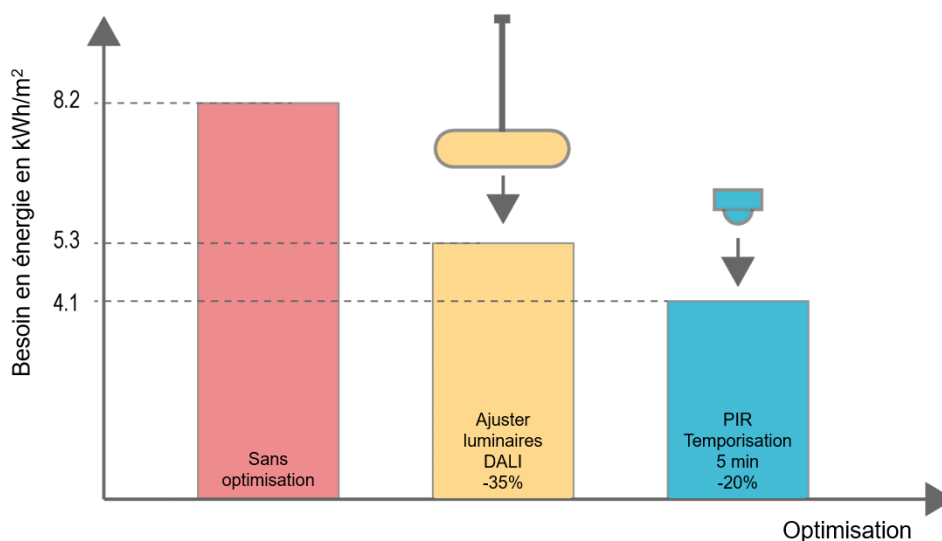 Besoin en énergie en kWh/m²
8.2
5.3
4.1
Sans
optimisation
Ajuster
luminaires
DALI
-35%
PIR
Temporisation
5 min
-20%
Optimisation